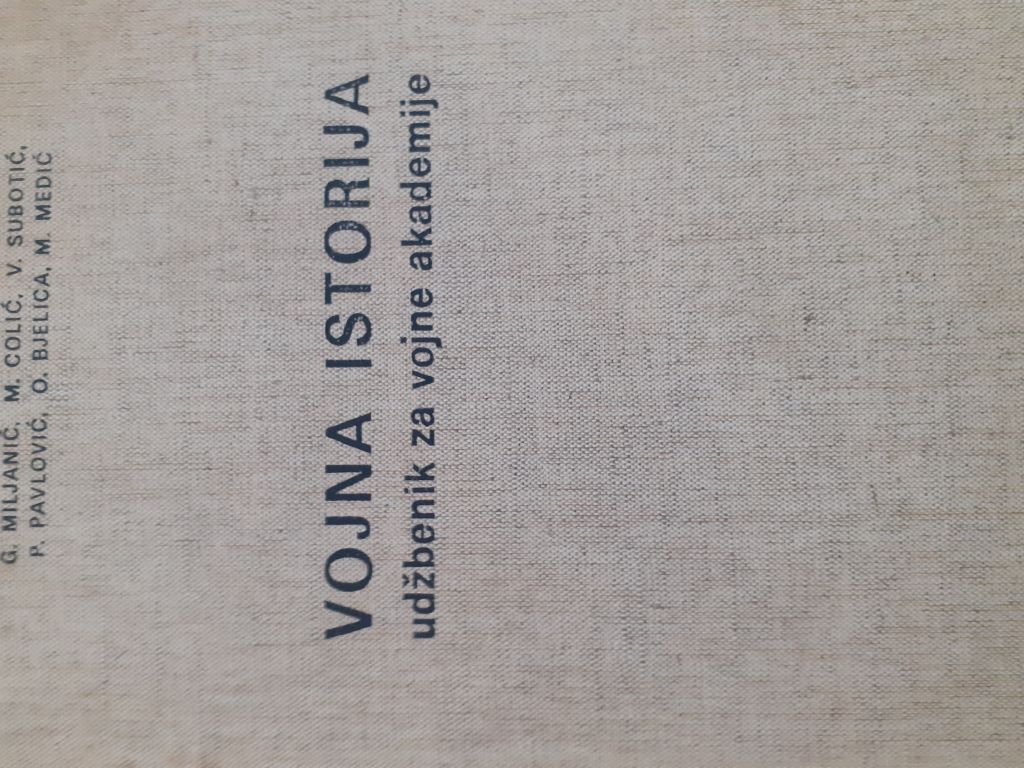 G. MILJANIĆ, M. COLIĆ, V. SUBOTIĆ,
P. PAVLOVIĆ, O. BJELICA, M. MEDIĆ
VOJNA ISTORIJA
udžbenik za vojne akademije